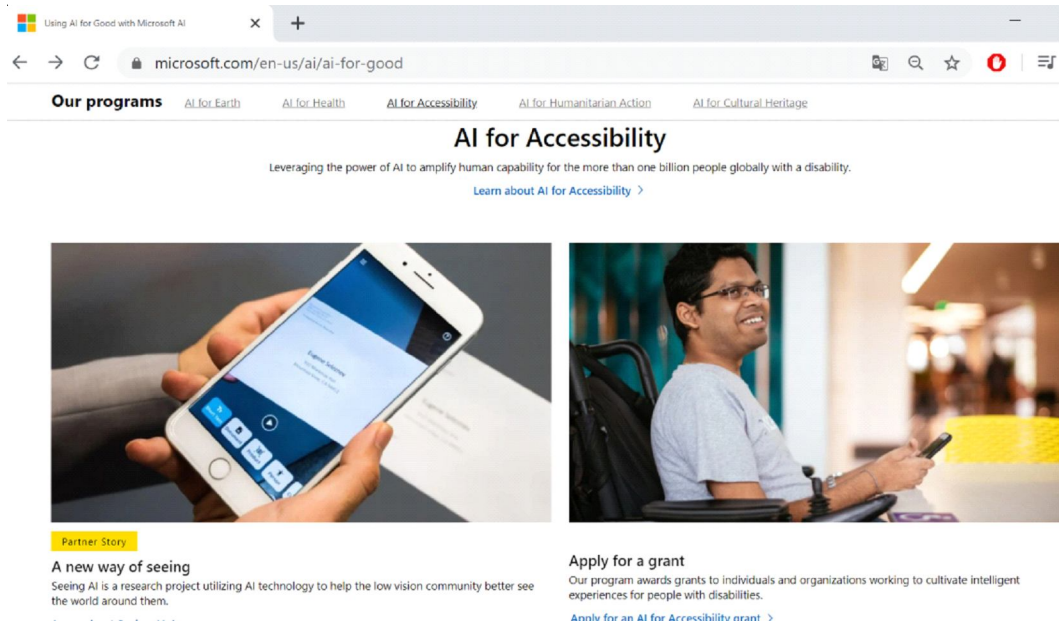 Using AI for Good with Microsoft AI
microsoft.com/en-us/ai/ai-for-good
Our programs AI for Earth AI for Health AI for Accessibility AI for Humanitarian Action AI for Cultural Heritage
AI for Accessibility
Leveraging the power of AI to amplify human capability for the more than one billion people globally with a disability.
Learn about AI for Accessibility >
Eugene Seliornev
Product
Partner Story
A new way of seeing
Seeing AI is a research project utilizing AI technology to help the low vision community better see
the world around them.
Apply for a grant
Our program awards grants to individuals and organizations working to cultivate intelligent
experiences for people with disabilities.
Apply for an AI for Accessibility grant >